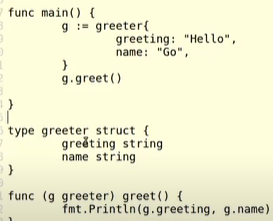 func main() {
        g := greeter{
                greeting: "Hello",
                name: "Go",
        }
        g.greet()

}

type greeter struct {
        greeting string
        name string
}

func (g greeter) greet() {
        fmt.Println(g.greeting, g.name)
}